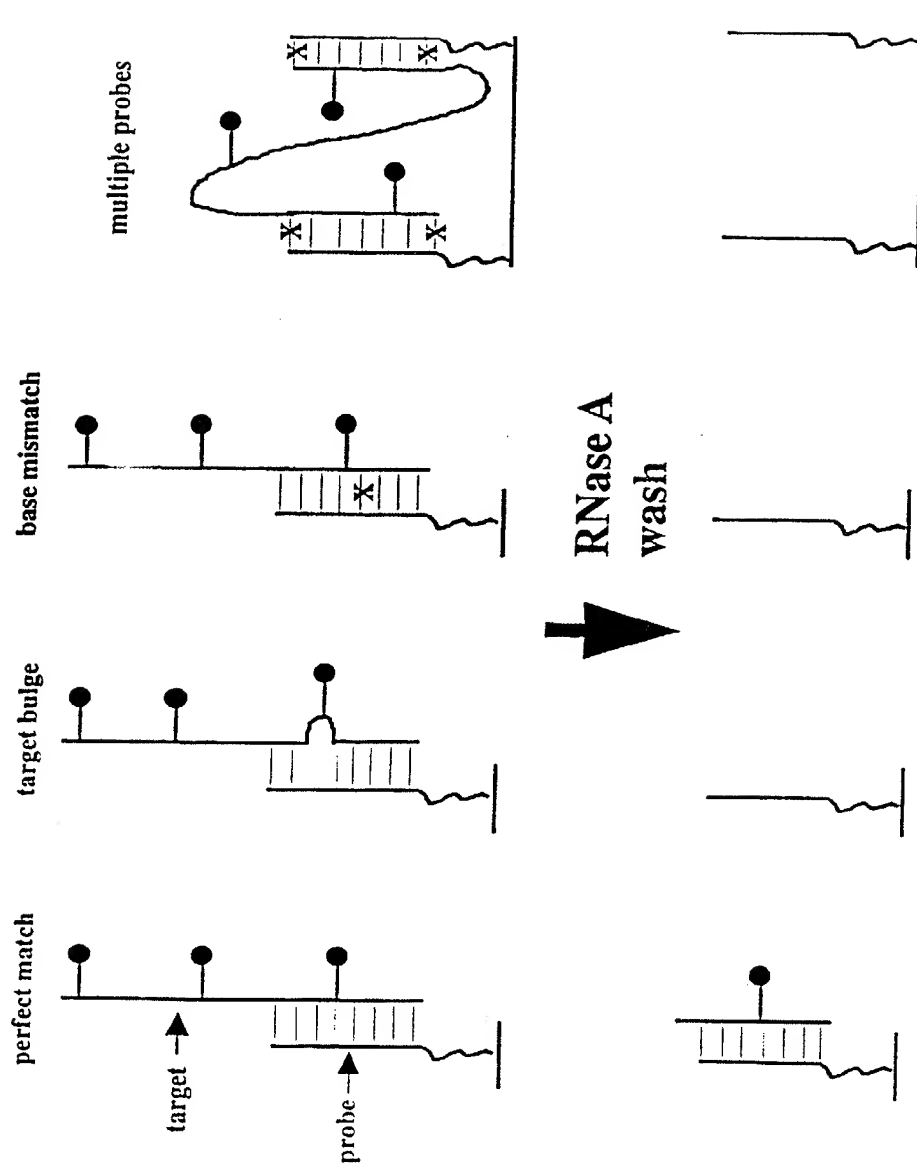 perfect match
target bulge
base mismatch
multiple probes
target
probe
X
X
X
X
X
RNase A
wash